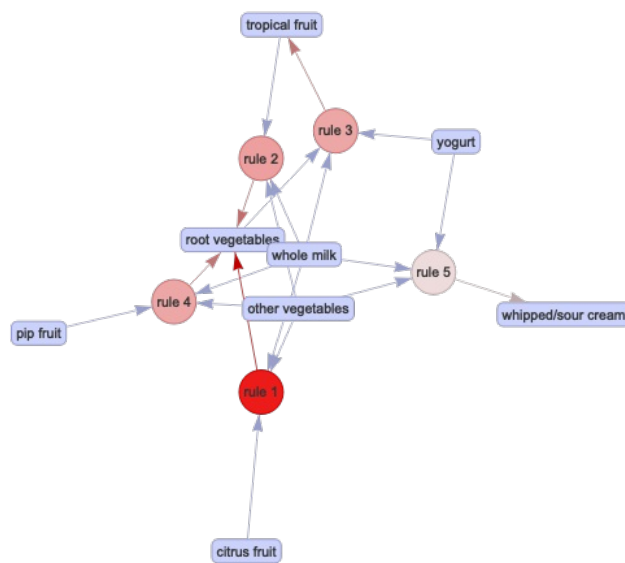 tropical fruit
rule 3
yogurt
rule 2
root vegetables
whole milk
rule 5
rule 4
other vegetables
whipped/sour cream
pip fruit
rule 1
citrus fruit